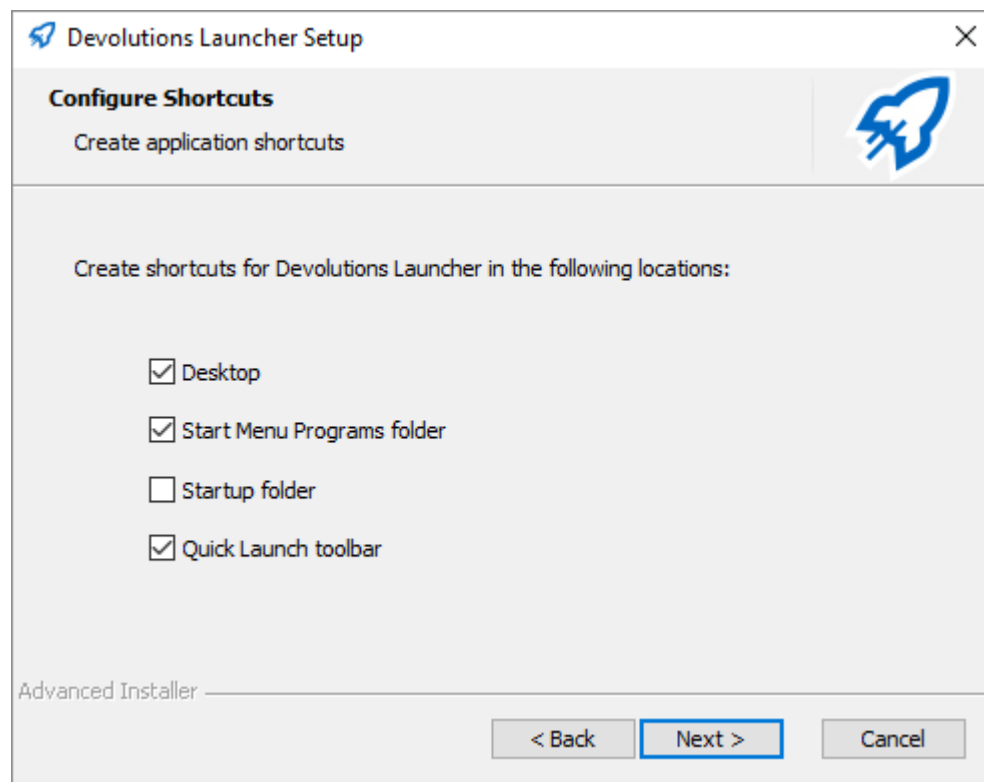 Devolutions Launcher Setup
Configure Shortcuts
Create application shortcuts
Create shortcuts for Devolutions Launcher in the following locations:
Desktop
Start Menu Programs folder
Startup folder
Quick Launch toolbar
Advanced Installer
< Back Next > Cancel